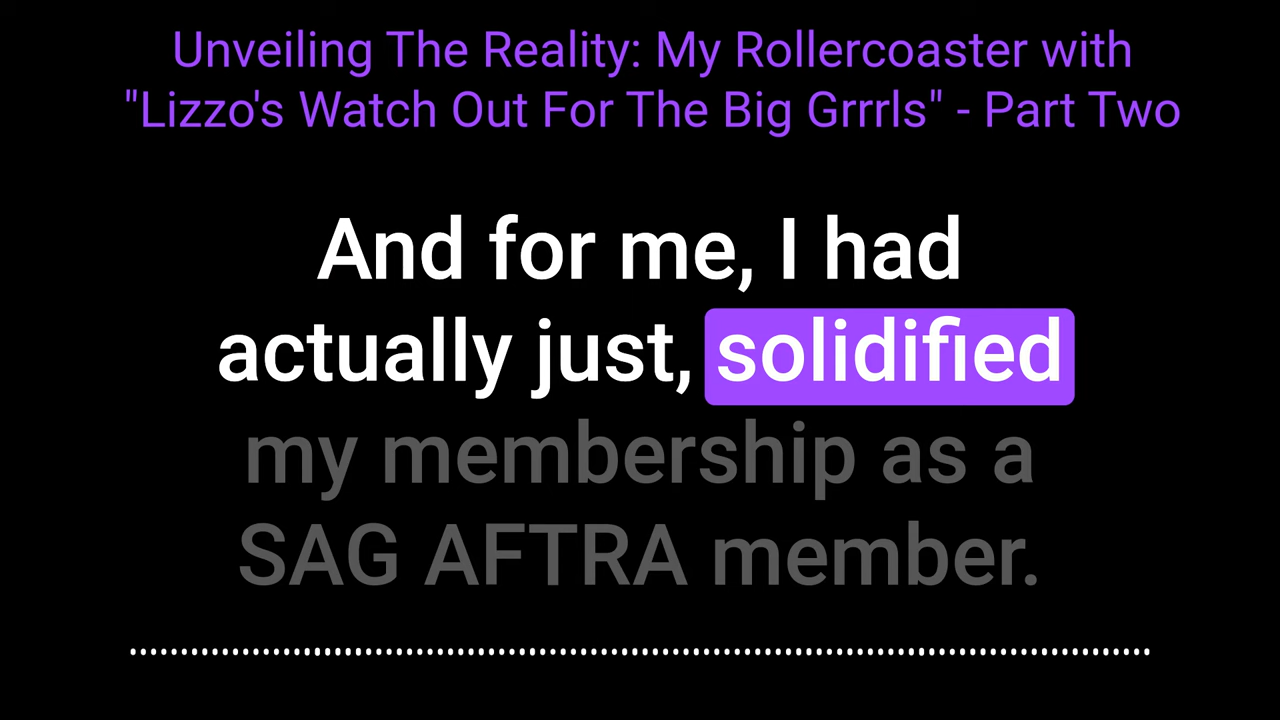 Unveiling The Reality: My Rollercoaster with
"Lizzo's Watch Out For The Big Grrrls" - Part Two
And for me, I had
actually just, solidified
my membership as a
SAG AFTRA member.